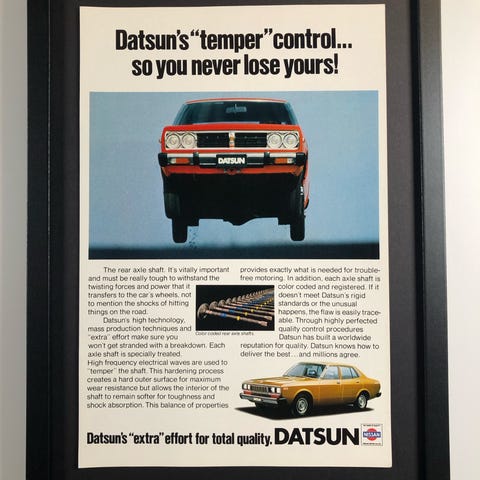 Datsun's "temper" control...
so you never lose yours!
DATSUN
The rear axle shaft. It's vitally important
and must be really tough to withstand the
twisting forces and power that it
transfers to the car's wheels, not
to mention the shocks of hitting
things on the road.
Datsun's high technology,
mass production techniques and
"extra" effort make sure you
won't get stranded with a breakdown. Each
axle shaft is specially treated.
High frequency electrical waves are used to
"temper" the shaft. This hardening process
creates a hard outer surface for maximum
wear resistance but allows the interior of the
shaft to remain softer for toughness and
shock absorption. This balance of properties
provides exactly what is needed for trouble-
free motoring. In addition, each axle shaft is
color coded and registered. If it
doesn't meet Datsun's rigid
standards or the unusual
happens, the flaw is easily trace-
able. Through highly perfected
quality control procedures
Datsun has built a worldwide
reputation for quality. Datsun knows how to
deliver the best...and millions agree.
Color coded rear axle shafts.
Datsun's "extra" effort for total quality. DATSUN
NISSAN